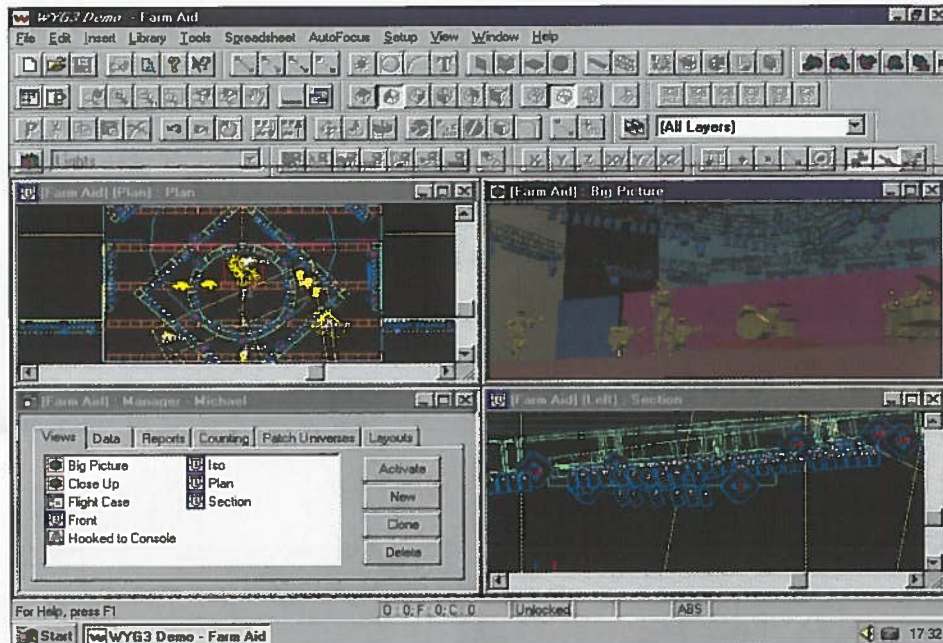 WYG3 Demo - Farm Aid
File Edit Insert Library Tools Spreadsheet AutoFocus Setup View Window Help
(All Layers)
Lights
X Y Z XY YZ XZ
[Farm Aid] (Plan) : Plan
[Farm Aid] : Big Picture
[Farm Aid] : Manager - Michael
Views Data Reports Counting Patch Universes Layouts
Big Picture
Close Up
Flight Case
Front
Hooked to Console
Iso
Plan
Section
Activate
New
Clone
Delete
[Farm Aid] (Left) : Section
For Help, press F1
0 : 0; F : 0; C : 0
Unlocked
ABS
Start
WYG3 Demo - Farm Aid
17:32